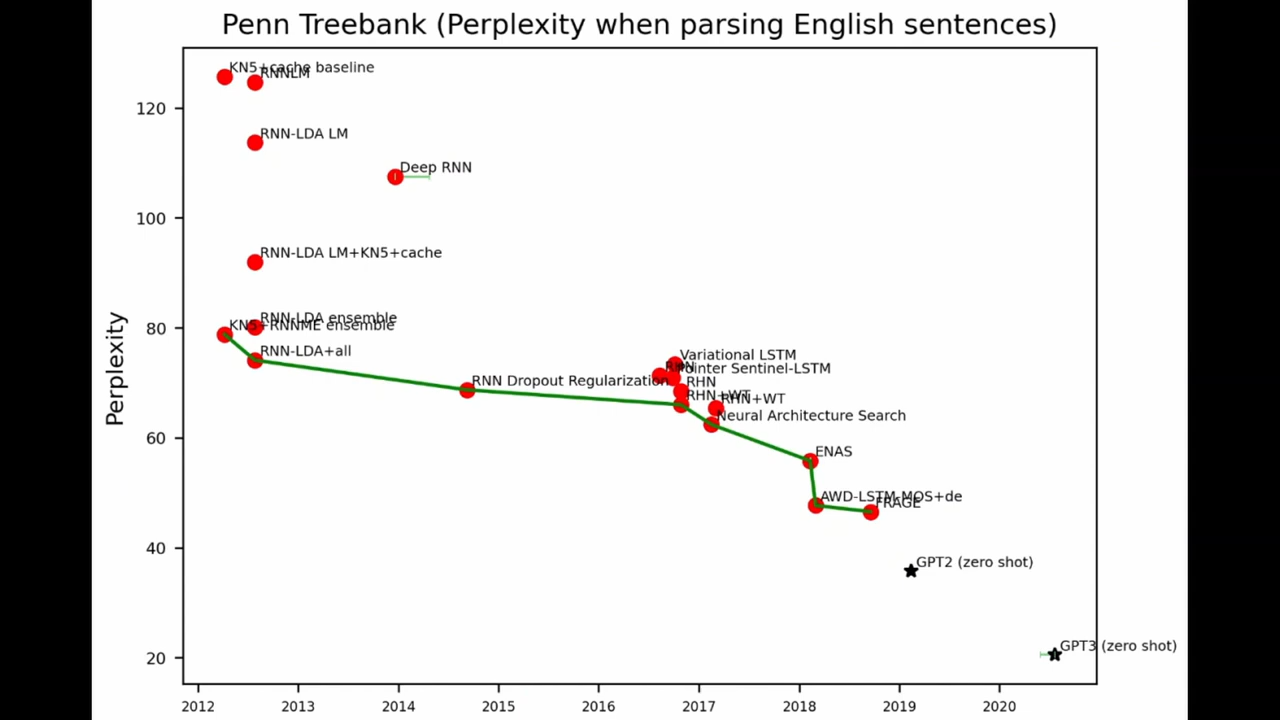 Penn Treebank (Perplexity when parsing English sentences)
KN5+cache baseline
RNNLM
120
RNN-LDA LM
Deep RNN
100
RNN-LDA LM+KN5+cache
RNN-LDA ensemble
KN5+RNNME ensemble
80
RNN-LDA+all
Variational LSTM
RHN
Pointer Sentinel-LSTM
RNN Dropout Regularization
RHN
RHN+WT
RHN+WT
Neural Architecture Search
60
ENAS
AWD-LSTM-MOS+de
FRAGE
40
GPT2 (zero shot)
GPT3 (zero shot)
20
Perplexity
2012 2013 2014 2015 2016 2017 2018 2019 2020